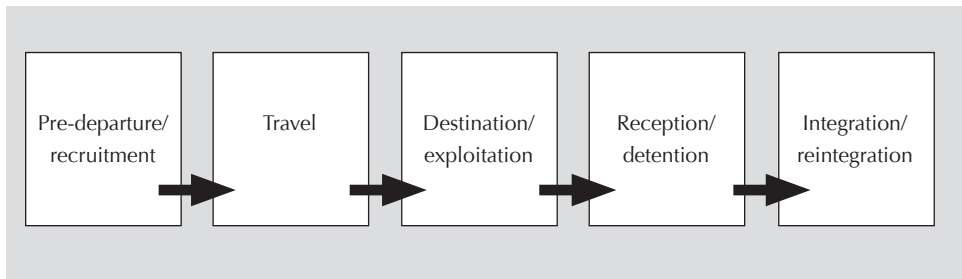 Pre-departure/
recruitment
Travel
Destination/
exploitation
Reception/
detention
Integration/
reintegration